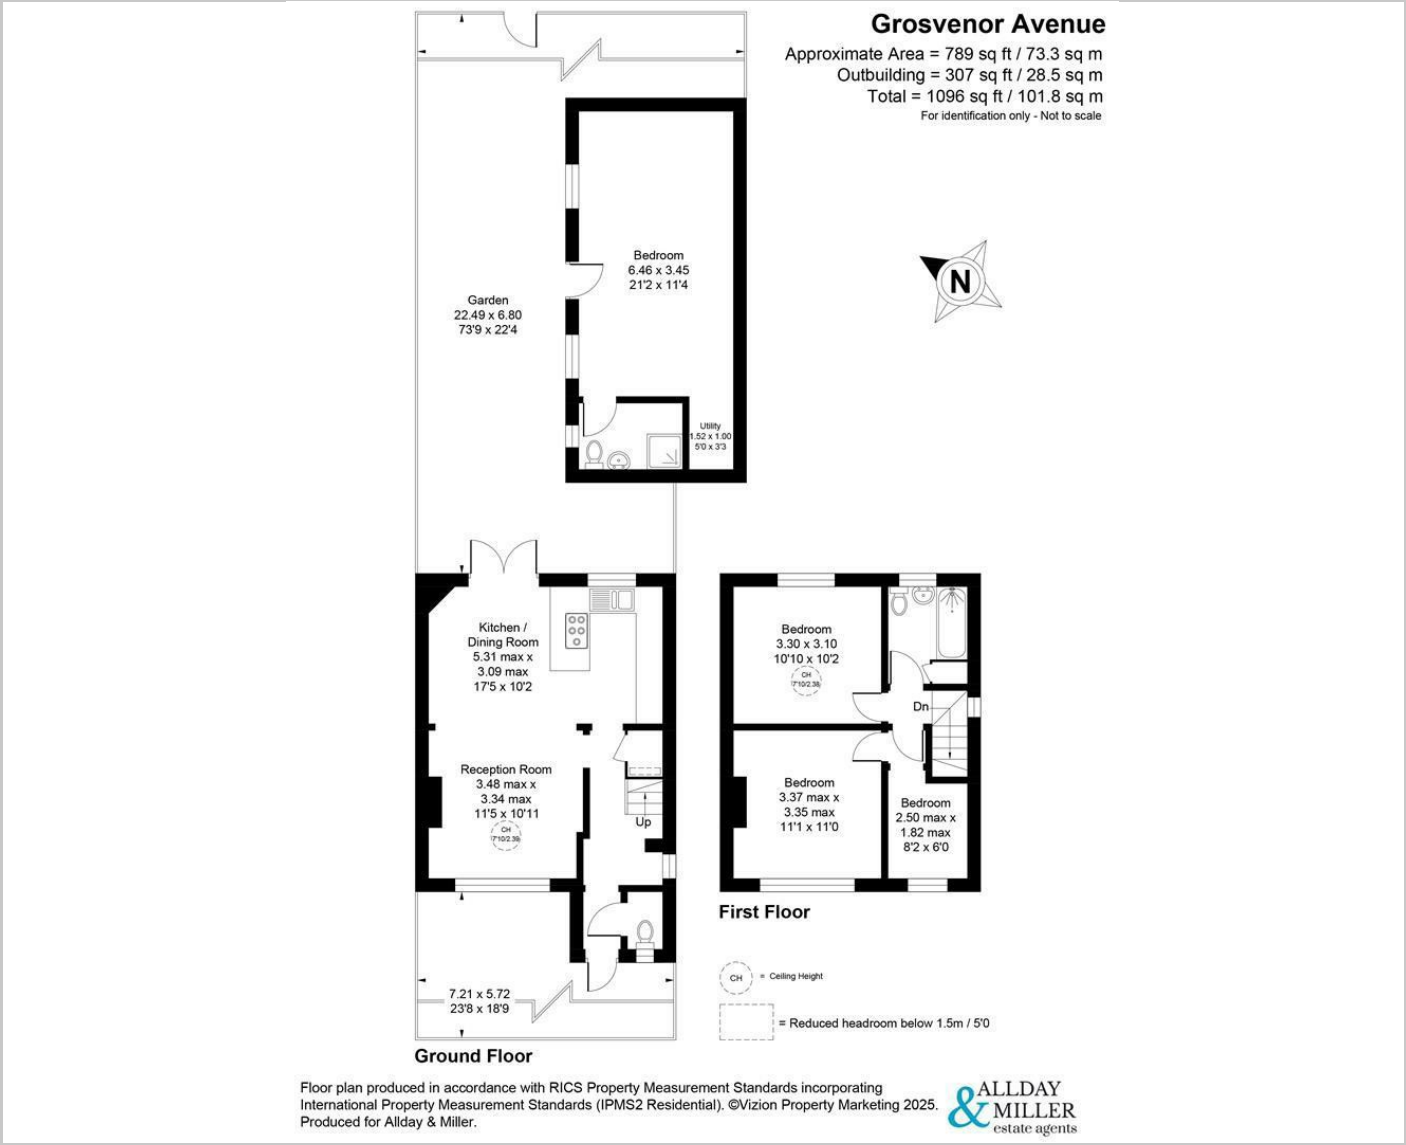 Grosvenor Avenue
Approximate Area = 789 sq ft / 73.3 sq m
Outbuilding = 307 sq ft / 28.5 sq m
Total = 1096 sq ft / 101.8 sq m
For identification only - Not to scale
N
Bedroom
6.46 x 3.45
21'2 x 11'4
Garden
22.49 x 6.80
73'9 x 22'4
Utility
1.52 x 1.00
5'0 x 3'3
Kitchen /
Dining Room
5.31 max x
3.09 max
17'5 x 10'2
Reception Room
3.48 max x
3.34 max
11'5 x 10'11
CH
7'10/2.39
Up
7.21 x 5.72
23'8 x 18'9
Ground Floor
Bedroom
3.30 x 3.10
10'10 x 10'2
CH
7'10/2.38
Dn
Bedroom
3.37 max x
3.35 max
11'1 x 11'0
Bedroom
2.50 max x
1.82 max
8'2 x 6'0
First Floor
CH
= Ceiling Height
= Reduced headroom below 1.5m / 5'0
Floor plan produced in accordance with RICS Property Measurement Standards incorporating
International Property Measurement Standards (IPMS2 Residential). ©Vizion Property Marketing 2025.
Produced for Allday & Miller.
ALLDAY
& MILLER
estate agents